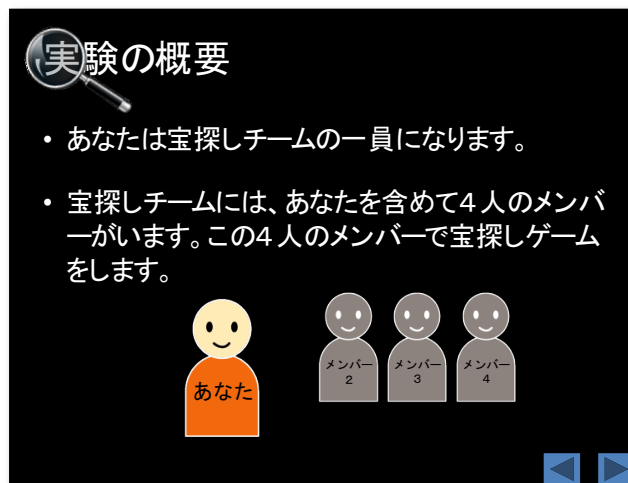 実験の概要
• あなたは宝探しチームの一員になります。
• 宝探しチームには、あなたを含めて4人のメンバ
ーがいます。この4人のメンバーで宝探しゲーム
をします。
あなた
メンバー
2
メンバー
3
メンバー
4